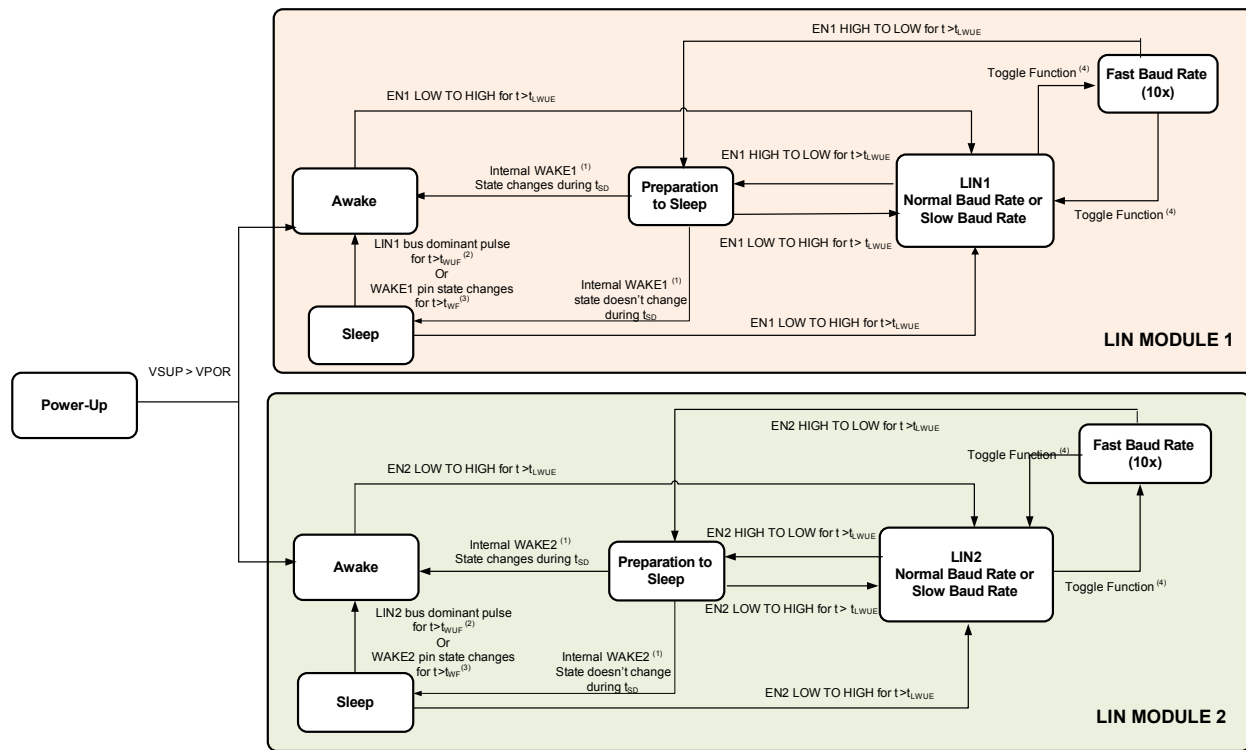 EN1 HIGH TO LOW for t >tLWUE
Toggle Function (4)
Fast Baud Rate
(10x)
EN1 LOW TO HIGH for t >tLWUE
EN1 HIGH TO LOW for t >tLWUE
Internal WAKE1 (1)
State changes during tSD
Awake
Preparation
to Sleep
LIN1
Normal Baud Rate or
Slow Baud Rate
Toggle Function (4)
EN1 LOW TO HIGH for t> tLWUE
LIN1 bus dominant pulse
for t>tWUF (2)
Or
WAKE1 pin state changes
for t>tWF (3)
Internal WAKE1 (1)
state doesn't change
during tSD
Sleep
EN1 LOW TO HIGH for t >tLWUE
LIN MODULE 1
VSUP > VPOR
Power-Up
EN2 HIGH TO LOW for t >tLWUE
Toggle Function (4)
Fast Baud Rate
(10x)
EN2 LOW TO HIGH for t >tLWUE
EN2 HIGH TO LOW for t >tLWUE
Internal WAKE2 (1)
State changes during tSD
Awake
Preparation to
Sleep
LIN2
Normal Baud Rate or
Slow Baud Rate
Toggle Function (4)
EN2 LOW TO HIGH for t> tLWUE
LIN2 bus dominant pulse
for t>tWUF (2)
Or
WAKE2 pin state changes
for t>tWF (3)
Internal WAKE2 (1)
State doesn't change
during tSD
Sleep
EN2 LOW TO HIGH for t >tLWUE
LIN MODULE 2